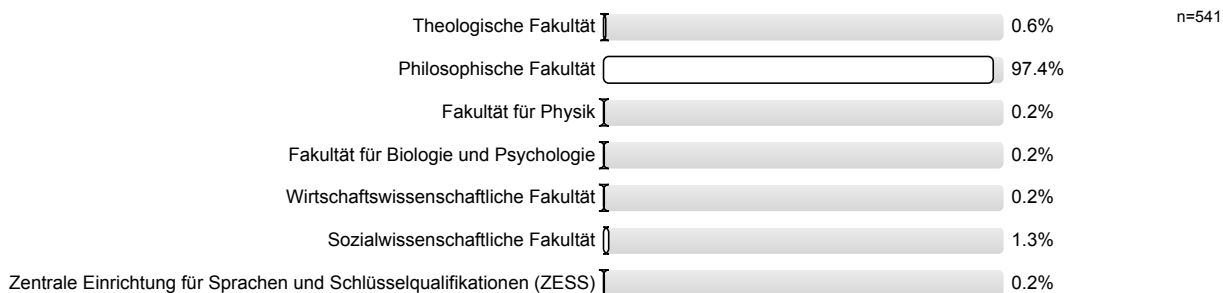 Theologische Fakultät 0.6% n=541
Philosophische Fakultät 97.4%
Fakultät für Physik 0.2%
Fakultät für Biologie und Psychologie 0.2%
Wirtschaftswissenschaftliche Fakultät 0.2%
Sozialwissenschaftliche Fakultät 1.3%
Zentrale Einrichtung für Sprachen und Schlüsselqualifikationen (ZESS) 0.2%